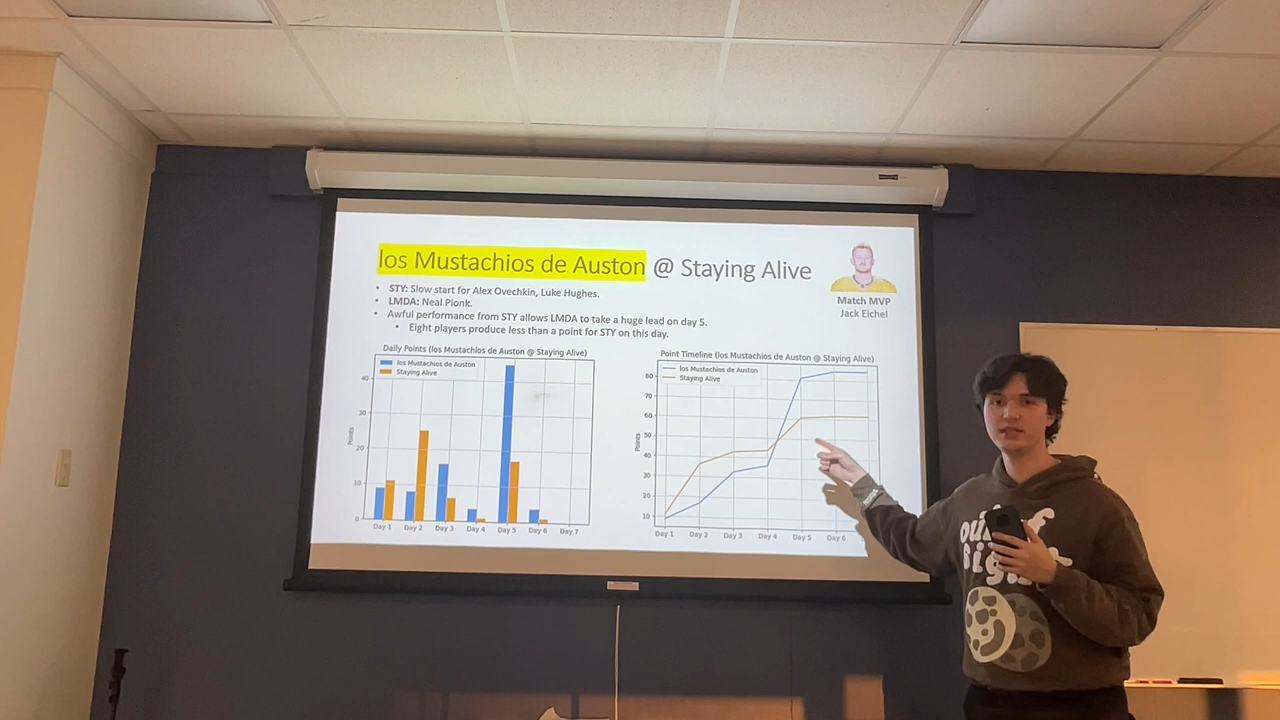 los Mustachios de Auston @ Staying Alive
• STY: Slow start for Alex Ovechkin, Luke Hughes.
• LMDA: Neal Pionk.
• Awful performance from STY allows LMDA to take a huge lead on day 5.
• Eight players produce less than a point for STY on this day.
Match MVP
Jack Eichel
Daily Points (los Mustachios de Auston @ Staying Alive)
los Mustachios de Auston
Staying Alive
Points
40
30
20
10
0
Day 1 Day 2 Day 3 Day 4 Day 5 Day 6 Day 7
Point Timeline (los Mustachios de Auston @ Staying Alive)
los Mustachios de Auston
Staying Alive
Points
80
70
60
50
40
30
20
10
Day 1 Day 2 Day 3 Day 4 Day 5 Day 6
out of